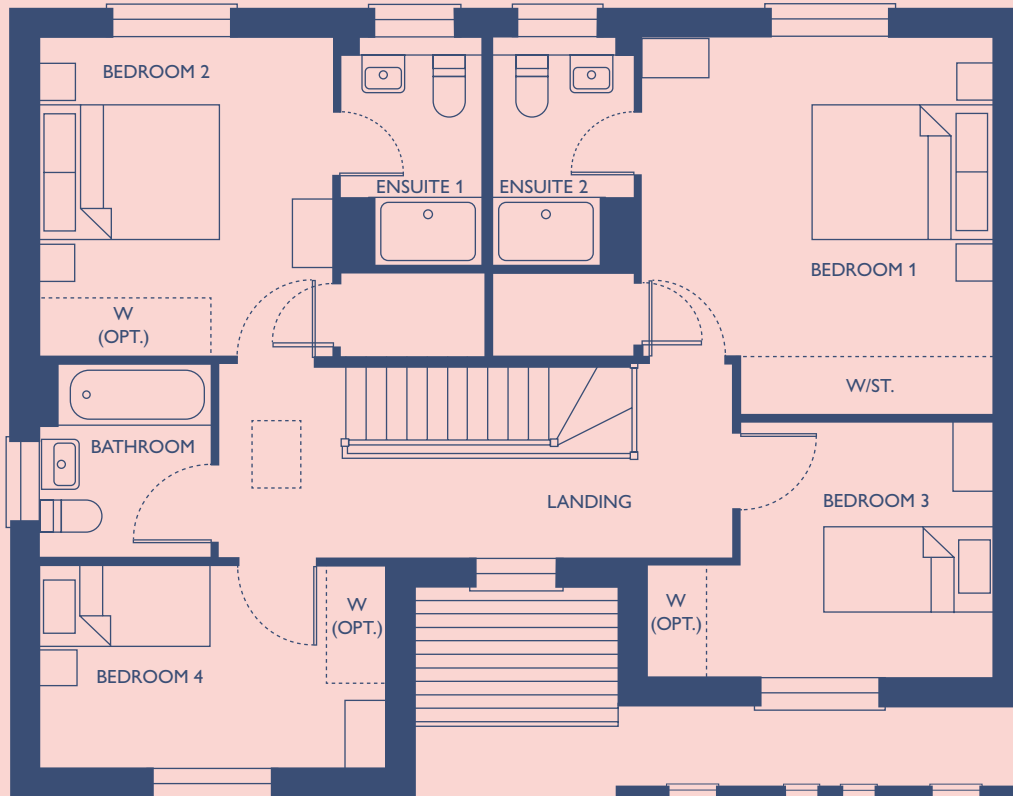 BEDROOM 2
ENSUITE 1
ENSUITE 2
BEDROOM 1
W
(OPT.)
W/ST.
BATHROOM
LANDING
BEDROOM 3
W
(OPT.)
W
(OPT.)
BEDROOM 4